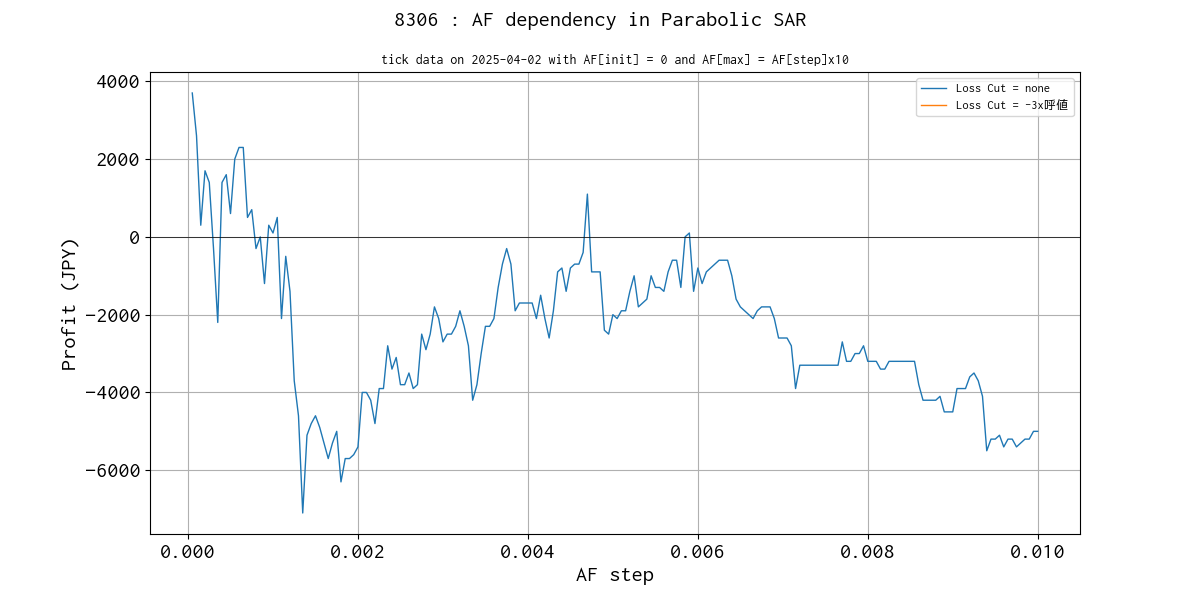 8306 : AF dependency in Parabolic SAR
tick data on 2025-04-02 with AF[init] = 0 and AF[max] = AF[step]x10
Loss Cut = none
Loss Cut = -3x呼値
Profit (JPY)
4000
2000
0
−2000
−4000
−6000
0.000
0.002
0.004
0.006
0.008
0.010
AF step